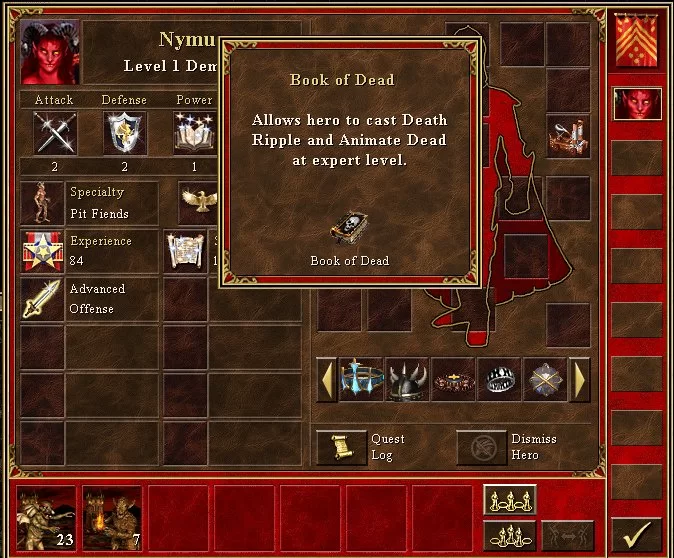 Nymu
Level 1 Dem
Attack
Defense
Power
2
2
1
Specialty
Pit Fiends
Experience
84
1
Advanced
Offense
Book of Dead
Allows hero to cast Death
Ripple and Animate Dead
at expert level.
Book of Dead
Quest
Log
Dismiss
Hero
23
7